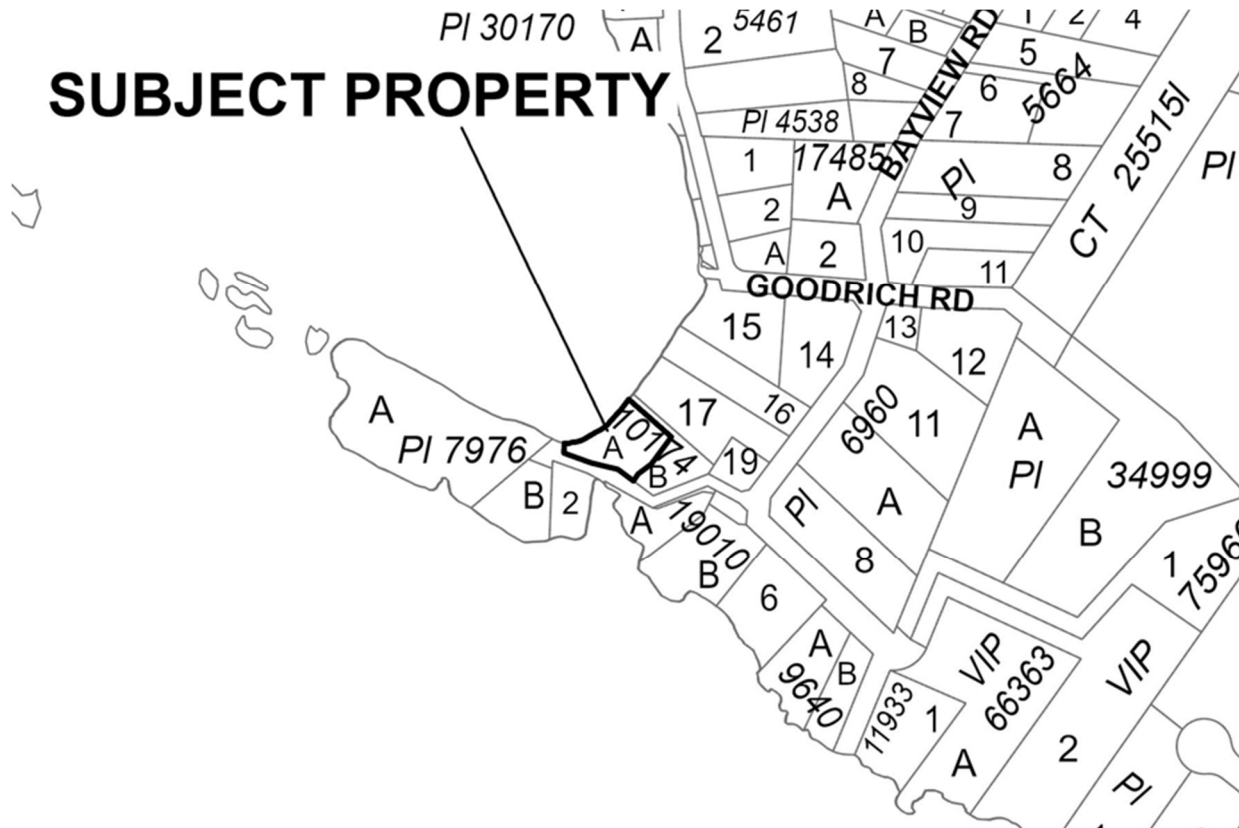 Pl 30170
A
2
5461
A
B
2
4
7
5
BAYVIEW RD
SUBJECT PROPERTY
8
6
5664
Pl 4538
7
25515I
1
17485
Pl
8
Pl
A
9
2
CT
10
A
2
11
GOODRICH RD
15
13
14
12
A
17
16
6960
11
A
10174
A
Pl 7976
19
Pl
34999
B
B
2
A
19010
Pl
A
B
8
1
B
6
75969
A
B
VIP
VIP
9640
66363
11933
1
2
A
Pl